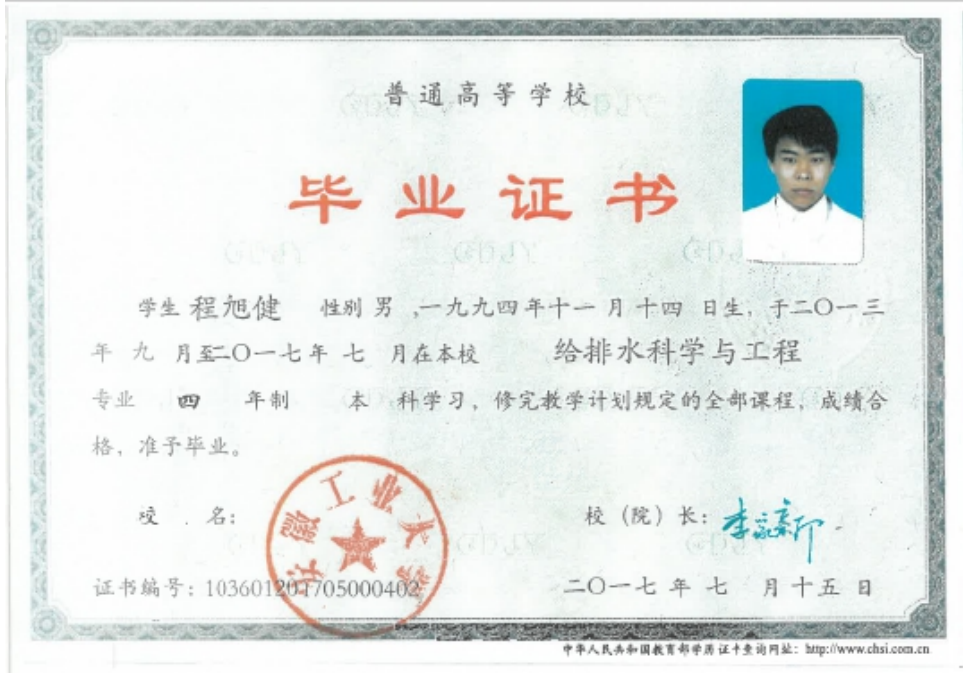 普通高等学校
毕业证书
学生 程旭健 性别 男 ,一九九四年十一月十四日生，于二〇一三
年 九 月至二〇一七年 七 月在本校 给排水科学与工程
专业 四 年制 本 科学习，修完教学计划规定的全部课程，成绩合
格，准予毕业。
校 名：
工业大学
校（院）长：
证书编号：103601201705000402
二〇一七年 七 月十五日
中华人民共和国教育部学历证书查询网址：http://www.chsi.com.cn